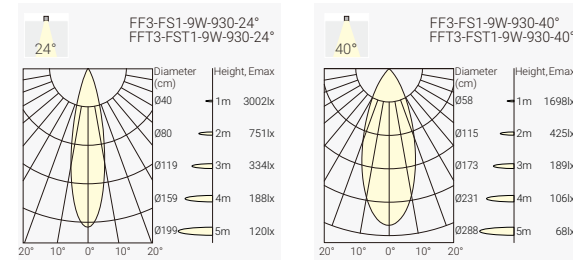 FF3-FS1-9W-930-24°
FFT3-FST1-9W-930-24°
24°
Diameter (cm) Height, Emax
Ø40 1m 3002lx
Ø80 2m 751lx
Ø119 3m 334lx
Ø159 4m 188lx
Ø199 5m 120lx
20° 10° 0° 10° 20°
FF3-FS1-9W-930-40°
FFT3-FST1-9W-930-40°
40°
Diameter (cm) Height, Emax
Ø58 1m 1698lx
Ø115 2m 425lx
Ø173 3m 189lx
Ø231 4m 106lx
Ø288 5m 68lx
20° 10° 0° 10° 20°